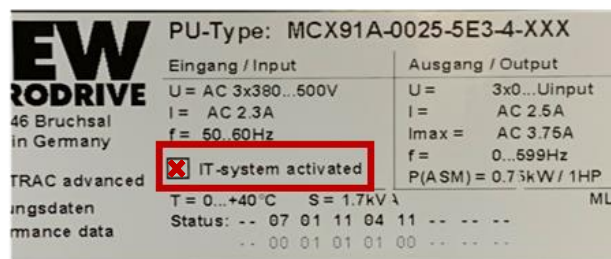 EW
RODRIVE
46 Bruchsal
in Germany
TRAC advanced
ungsdaten
mance data
PU-Type: MCX91A-0025-5E3-4-XXX
Eingang / Input
U = AC 3x380...500V
I = AC 2.3A
f = 50..60Hz
IT-system activated
T = 0...+40°C S = 1.7kV
Status: -- 07 01 11 04 11 -- -- --
-- 00 01 01 01 00 -- -- --
Ausgang / Output
U = 3x0...Uinput
I = AC 2.5A
Imax = AC 3.75A
f = 0...599Hz
P(ASM) = 0.75kW / 1HP
ML